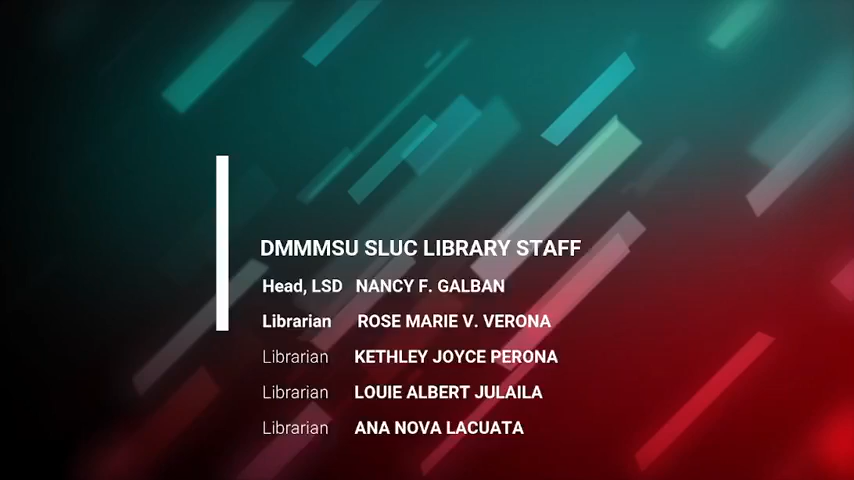 DMMMSU SLUC LIBRARY STAFF
Head, LSD NANCY F. GALBAN
Librarian ROSE MARIE V. VERONA
Librarian KETHLEY JOYCE PERONA
Librarian LOUIE ALBERT JULAILA
Librarian ANA NOVA LACUATA